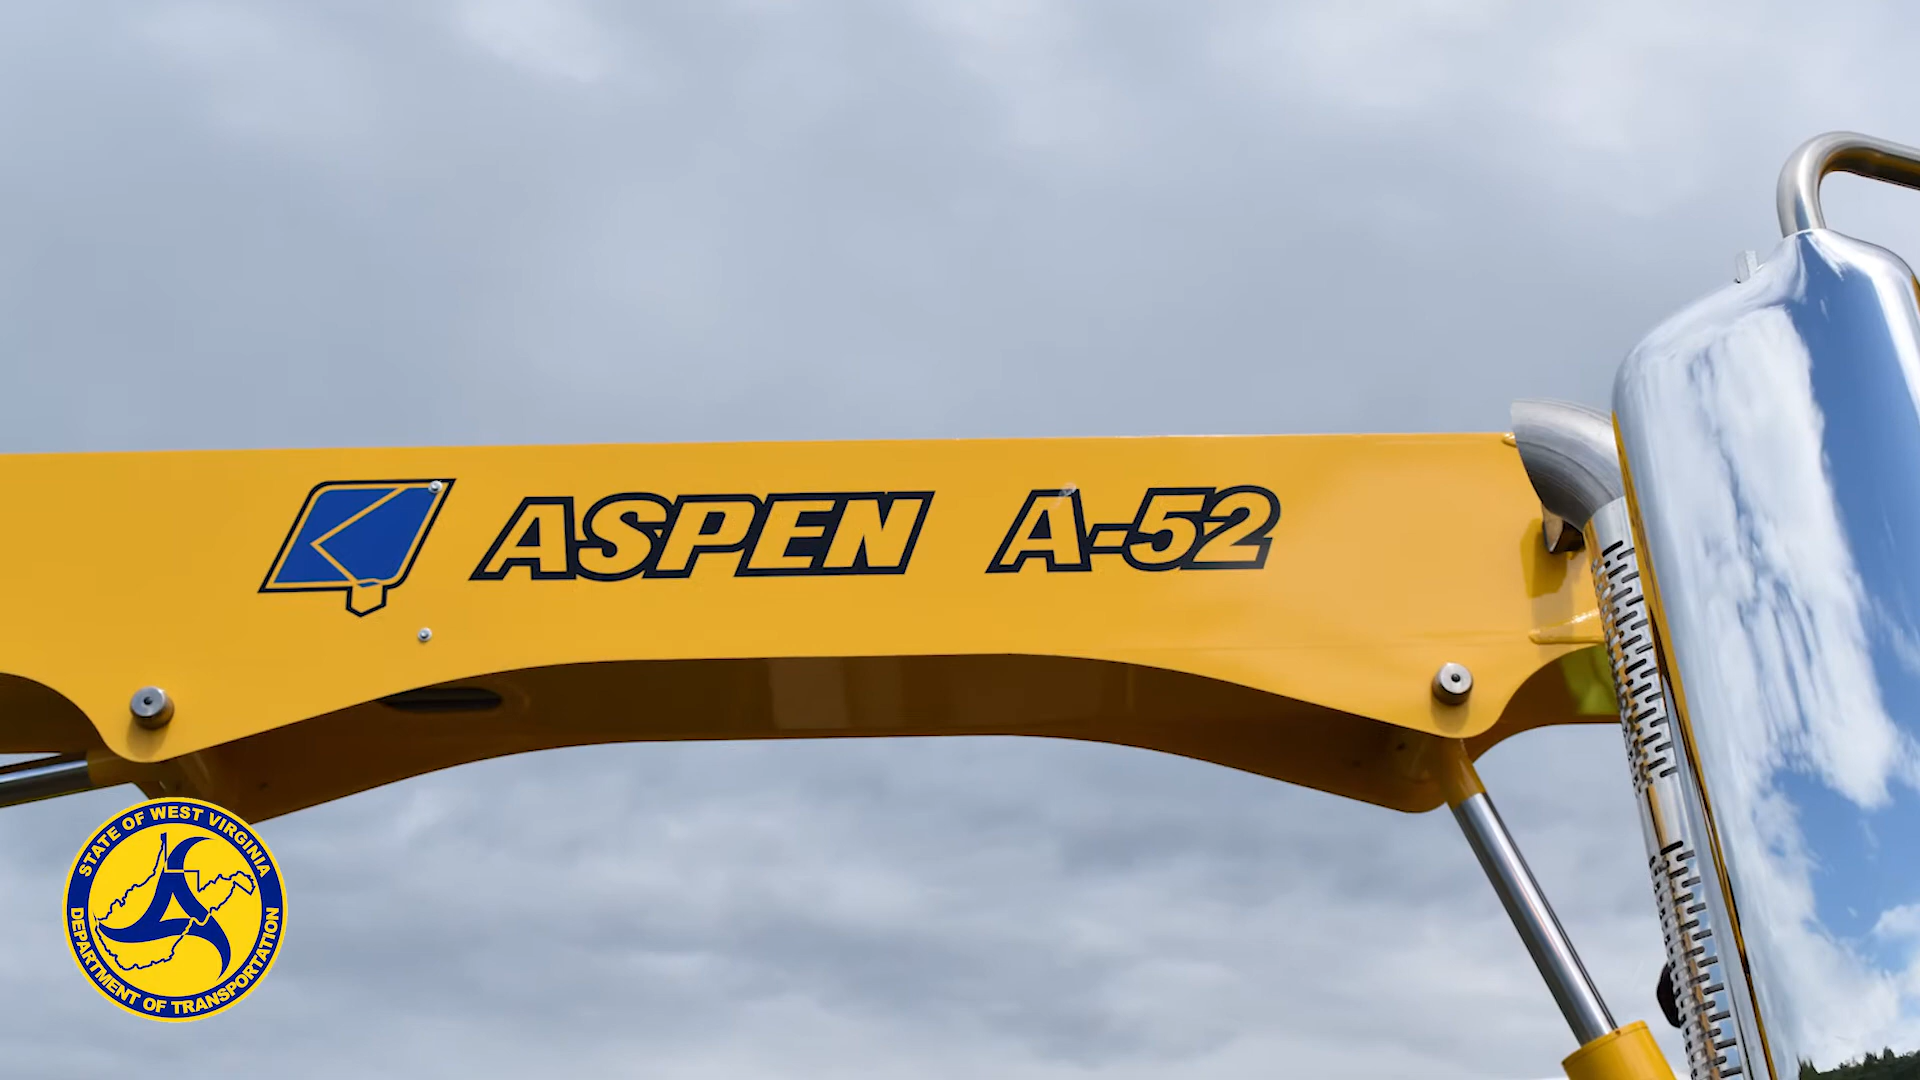 ASPEN A-52
STATE OF WEST VIRGINIA
DEPARTMENT OF TRANSPORTATION